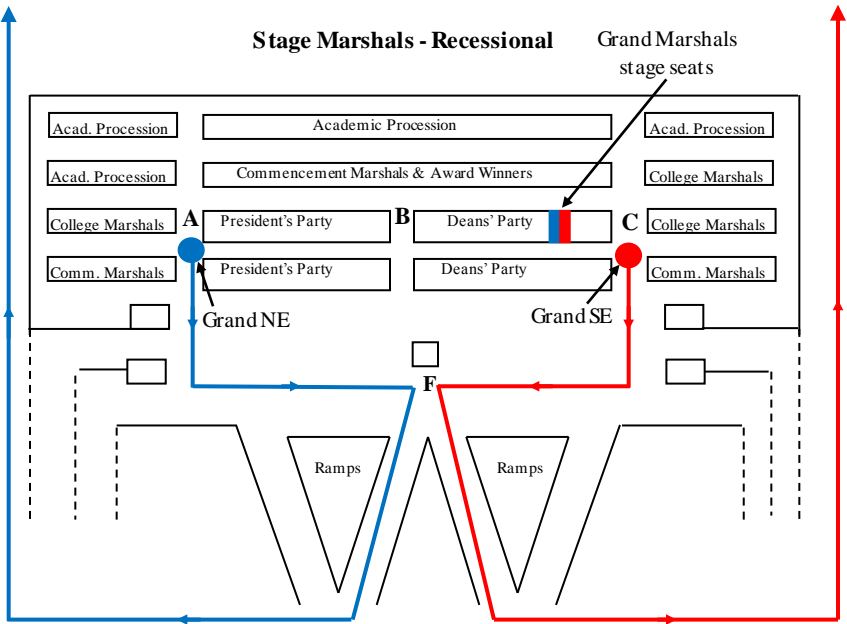 Stage Marshals - Recessional
Grand Marshals
stage seats
Acad. Procession
Academic Procession
Acad. Procession
Acad. Procession
Commencement Marshals & Award Winners
College Marshals
College Marshals
A
President's Party
B
Deans' Party
C
College Marshals
Comm. Marshals
President's Party
Deans' Party
Comm. Marshals
Grand NE
Grand SE
F
Ramps
Ramps